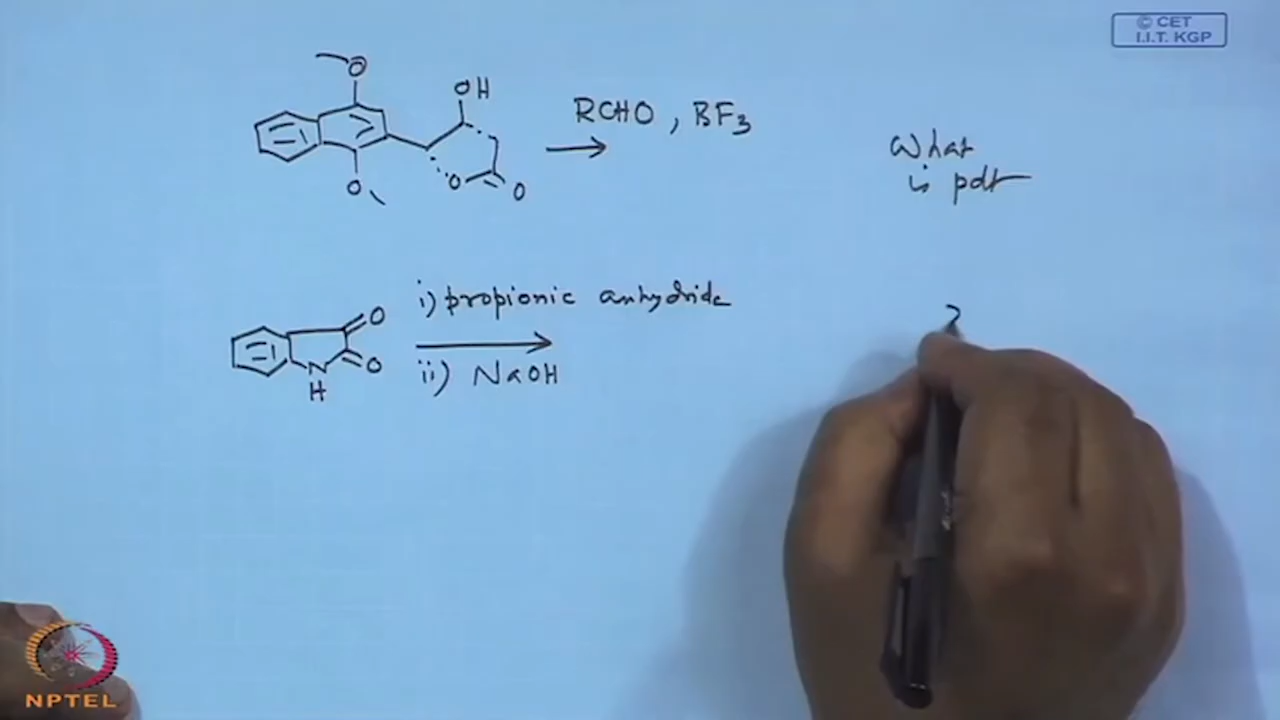 © CET
I.I.T. KGP
OH
O
RCHO, BF3
What
is pdt
O
O
O
i) propionic anhydride
O
O
N
H
ii) NaOH
?
NPTEL